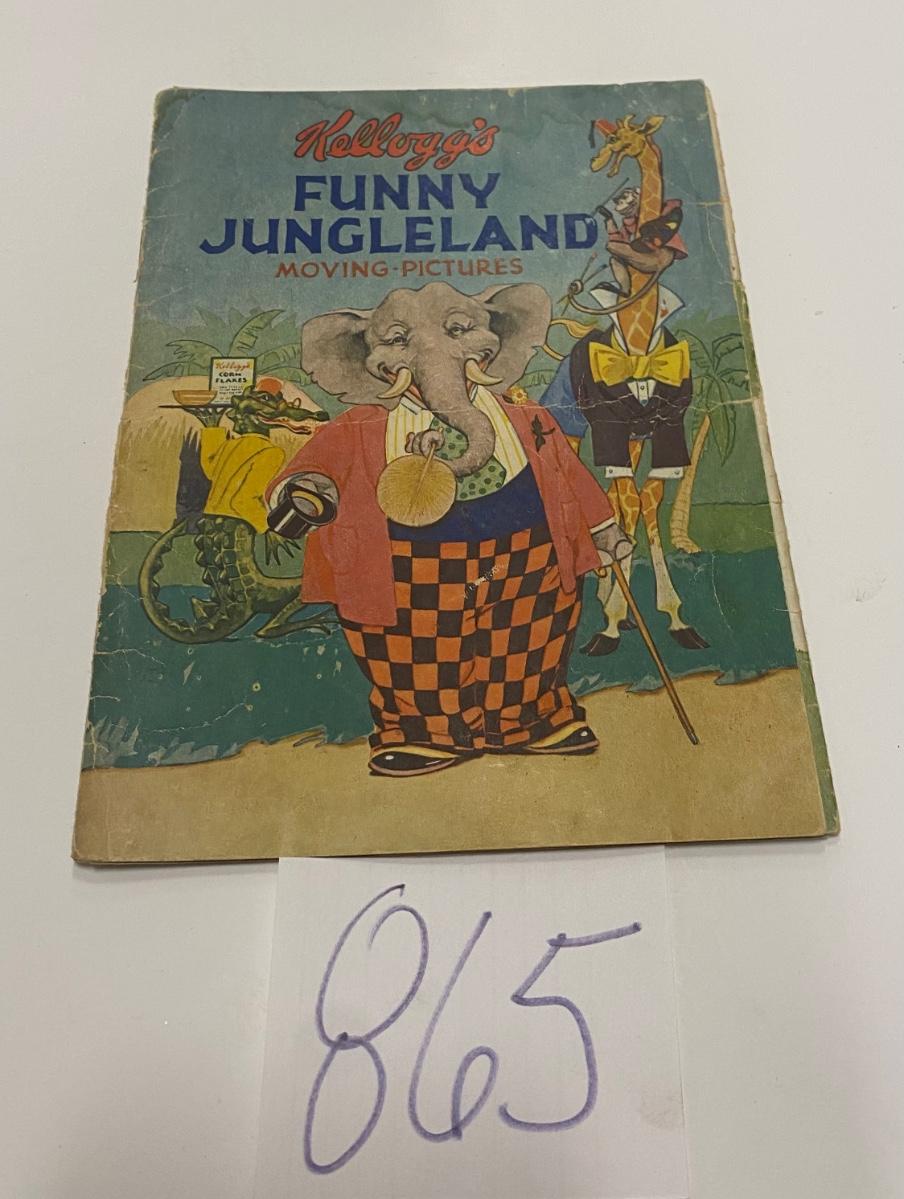 Kellogg's
FUNNY
JUNGLELAND
MOVING-PICTURES
Kellogg's
CORN
FLAKES
865